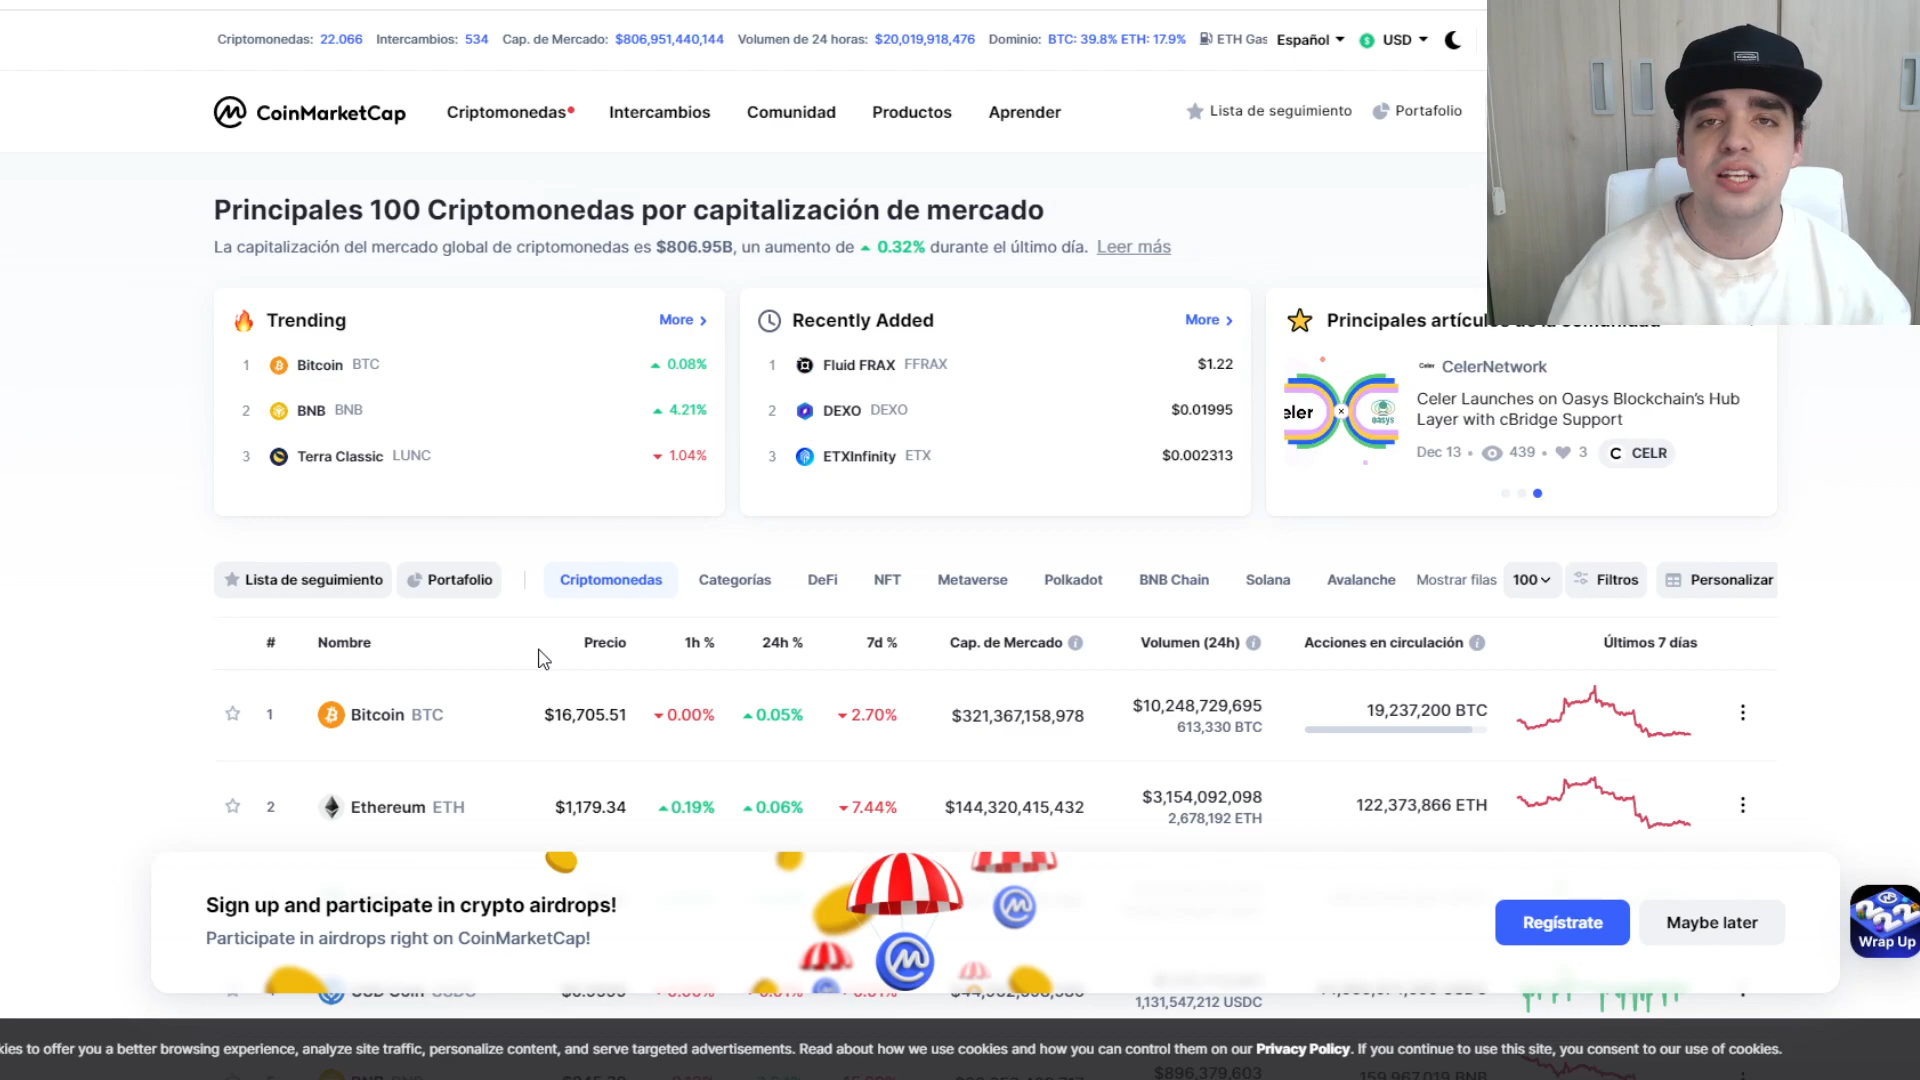 Criptomonedas: 22.066 Intercambios: 534 Cap. de Mercado: $806,951,440,144 Volumen de 24 horas: $20,019,918,476 Dominio: BTC: 39.8% ETH: 17.9% ETH Gas Español USD
CoinMarketCap Criptomonedas Intercambios Comunidad Productos Aprender Lista de seguimiento Portafolio
Principales 100 Criptomonedas por capitalización de mercado
La capitalización del mercado global de criptomonedas es $806.95B, un aumento de 0.32% durante el último día. Leer más
Trending More
1 Bitcoin BTC 0.08%
2 BNB BNB 4.21%
3 Terra Classic LUNC 1.04%
Recently Added More
1 Fluid FRAX FFRAX $1.22
2 DEXO DEXO $0.01995
3 ETXInfinity ETX $0.002313
Principales
CelerNetwork
Celer Launches on Oasys Blockchain's Hub
Layer with cBridge Support
Dec 13 • 439 • 3 CELR
eler × oasys
Lista de seguimiento Portafolio Criptomonedas Categorías DeFi NFT Metaverse Polkadot BNB Chain Solana Avalanche Mostrar filas 100 Filtros Personalizar
# Nombre Precio 1h % 24h % 7d % Cap. de Mercado Volumen (24h) Acciones en circulación Últimos 7 días
1 Bitcoin BTC $16,705.51 0.00% 0.05% 2.70% $321,367,158,978 $10,248,729,695 19,237,200 BTC
613,330 BTC
2 Ethereum ETH $1,179.34 0.19% 0.06% 7.44% $144,320,415,432 $3,154,092,098 122,373,866 ETH
2,678,192 ETH
Sign up and participate in crypto airdrops!
Participate in airdrops right on CoinMarketCap!
Regístrate Maybe later
Wrap Up
1,131,547,212 USDC
kies to offer you a better browsing experience, analyze site traffic, personalize content, and serve targeted advertisements. Read about how we use cookies and how you can control them on our Privacy Policy. If you continue to use this site, you consent to our use of cookies.